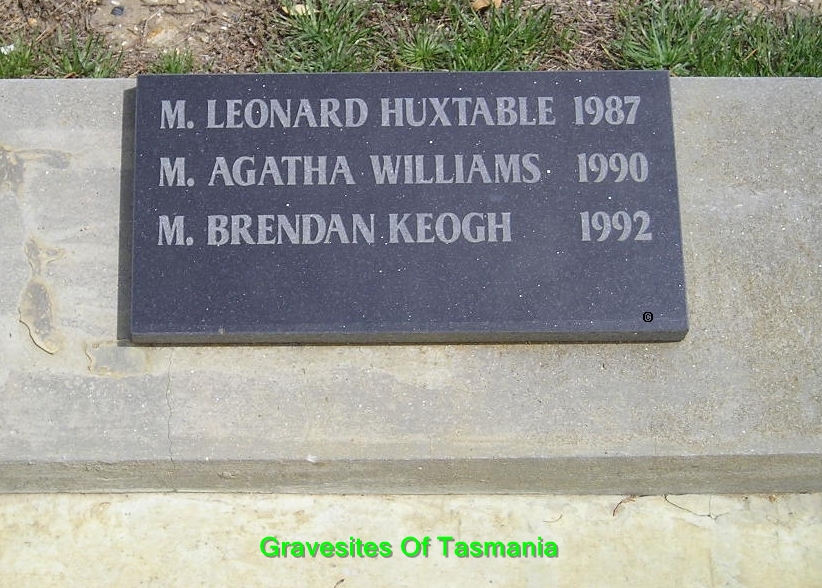 M. LEONARD HUXTABLE 1987
M. AGATHA WILLIAMS 1990
M. BRENDAN KEOGH 1992
©
Gravesites Of Tasmania